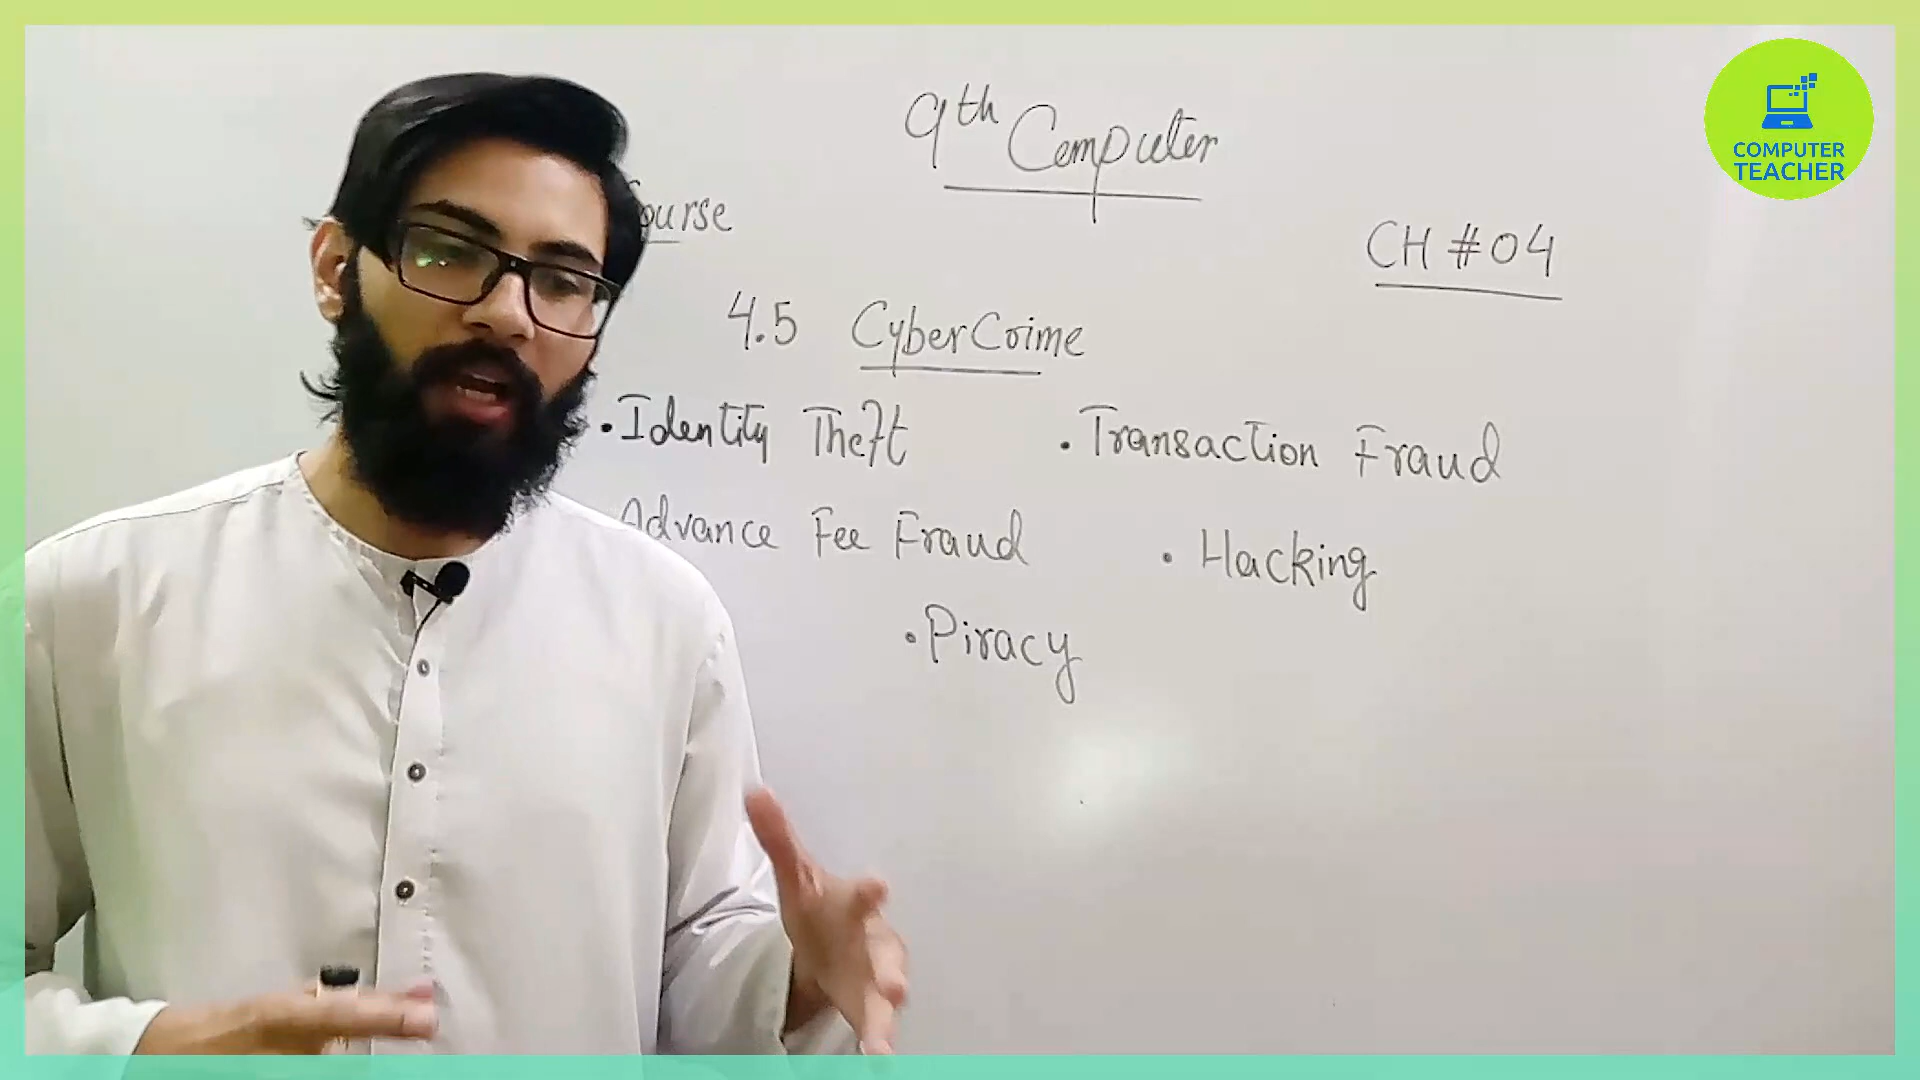 9th Computer
COMPUTER
TEACHER
Course
CH #04
4.5 CyberCrime
• Identity Theft • Transaction Fraud
Advance Fee Fraud • Hacking
• Piracy